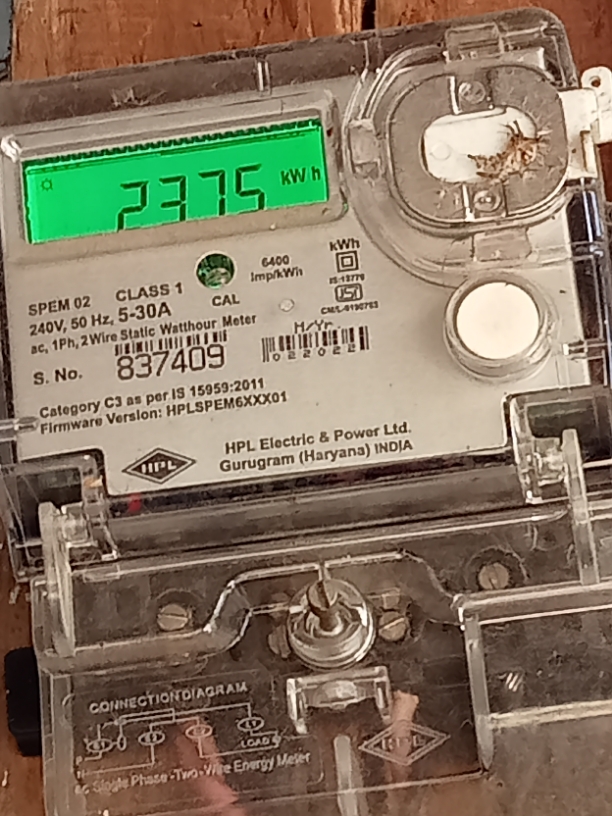 2375 kWh
SPEM 02 CLASS 1
CAL
6400
Imp/kWh
kWh
IS:13779
240V, 50 Hz, 5-30A
ac, 1Ph, 2Wire Static Watthour Meter
S. No. 837409
M/Yr.
022022
Category C3 as per IS 15959:2011
Firmware Version: HPLSPEM6XXX01
HPL
HPL Electric & Power Ltd.
Gurugram (Haryana) INDIA
CONNECTION DIAGRAM
LOAD
ac Single Phase-Two-Wire Energy Meter
HPL